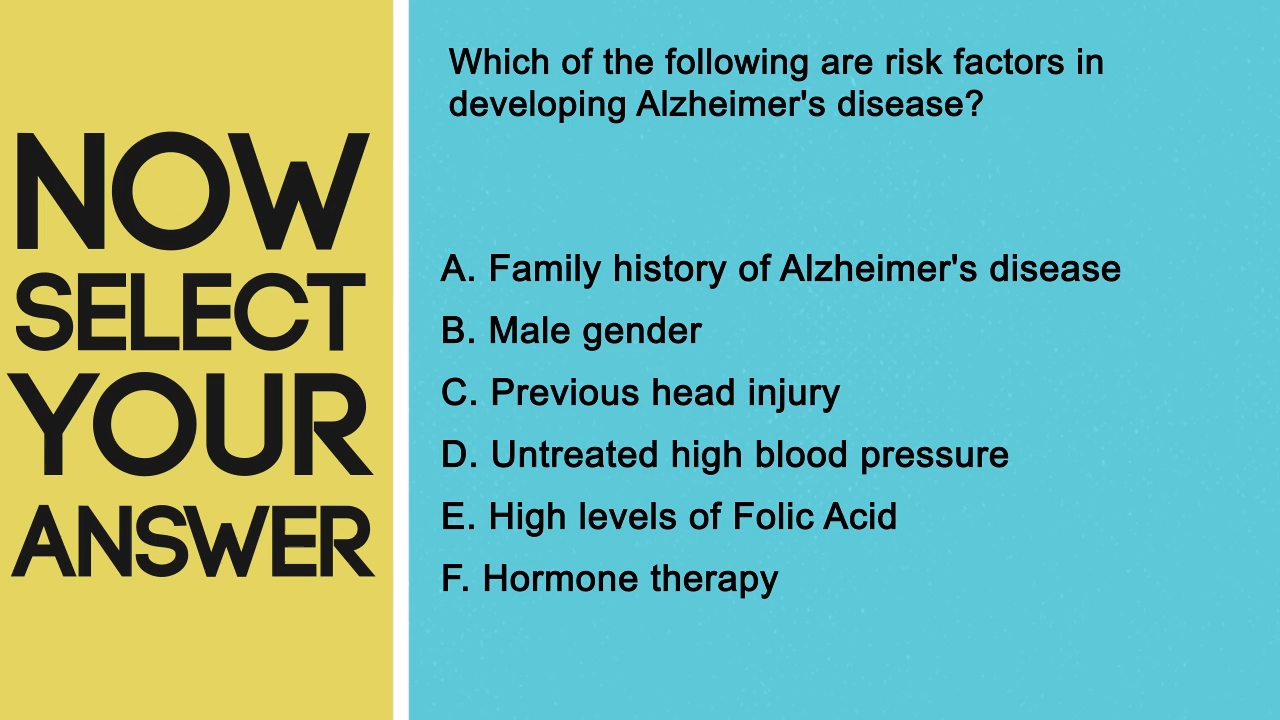 NOW
SELECT
YOUR
ANSWER
Which of the following are risk factors in
developing Alzheimer's disease?
A. Family history of Alzheimer's disease
B. Male gender
C. Previous head injury
D. Untreated high blood pressure
E. High levels of Folic Acid
F. Hormone therapy